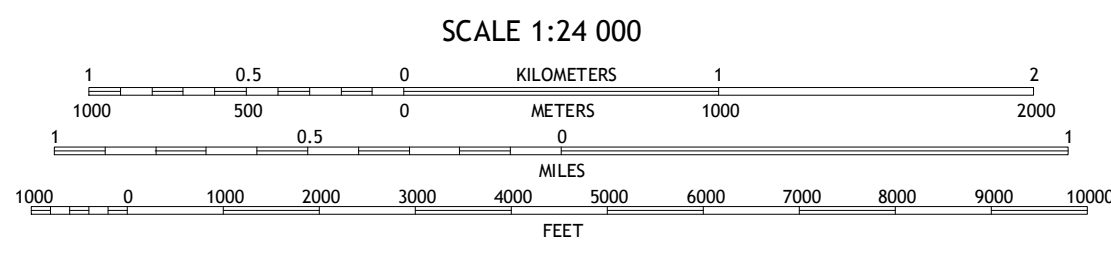 SCALE 1:24 000
1 0.5 0 KILOMETERS 1 2
1000 500 0 METERS 1000 2000
1 0.5 0 1
MILES
1000 0 1000 2000 3000 4000 5000 6000 7000 8000 9000 10000
FEET